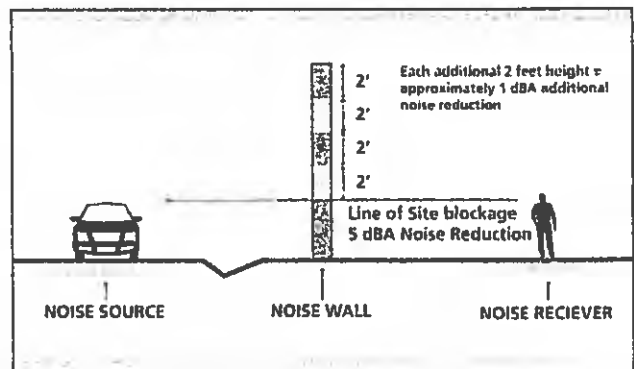 2'
2'
2'
2'
Each additional 2 feet height =
approximately 1 dBA additional
noise reduction
Line of Site blockage
5 dBA Noise Reduction
NOISE SOURCE
NOISE WALL
NOISE RECIEVER